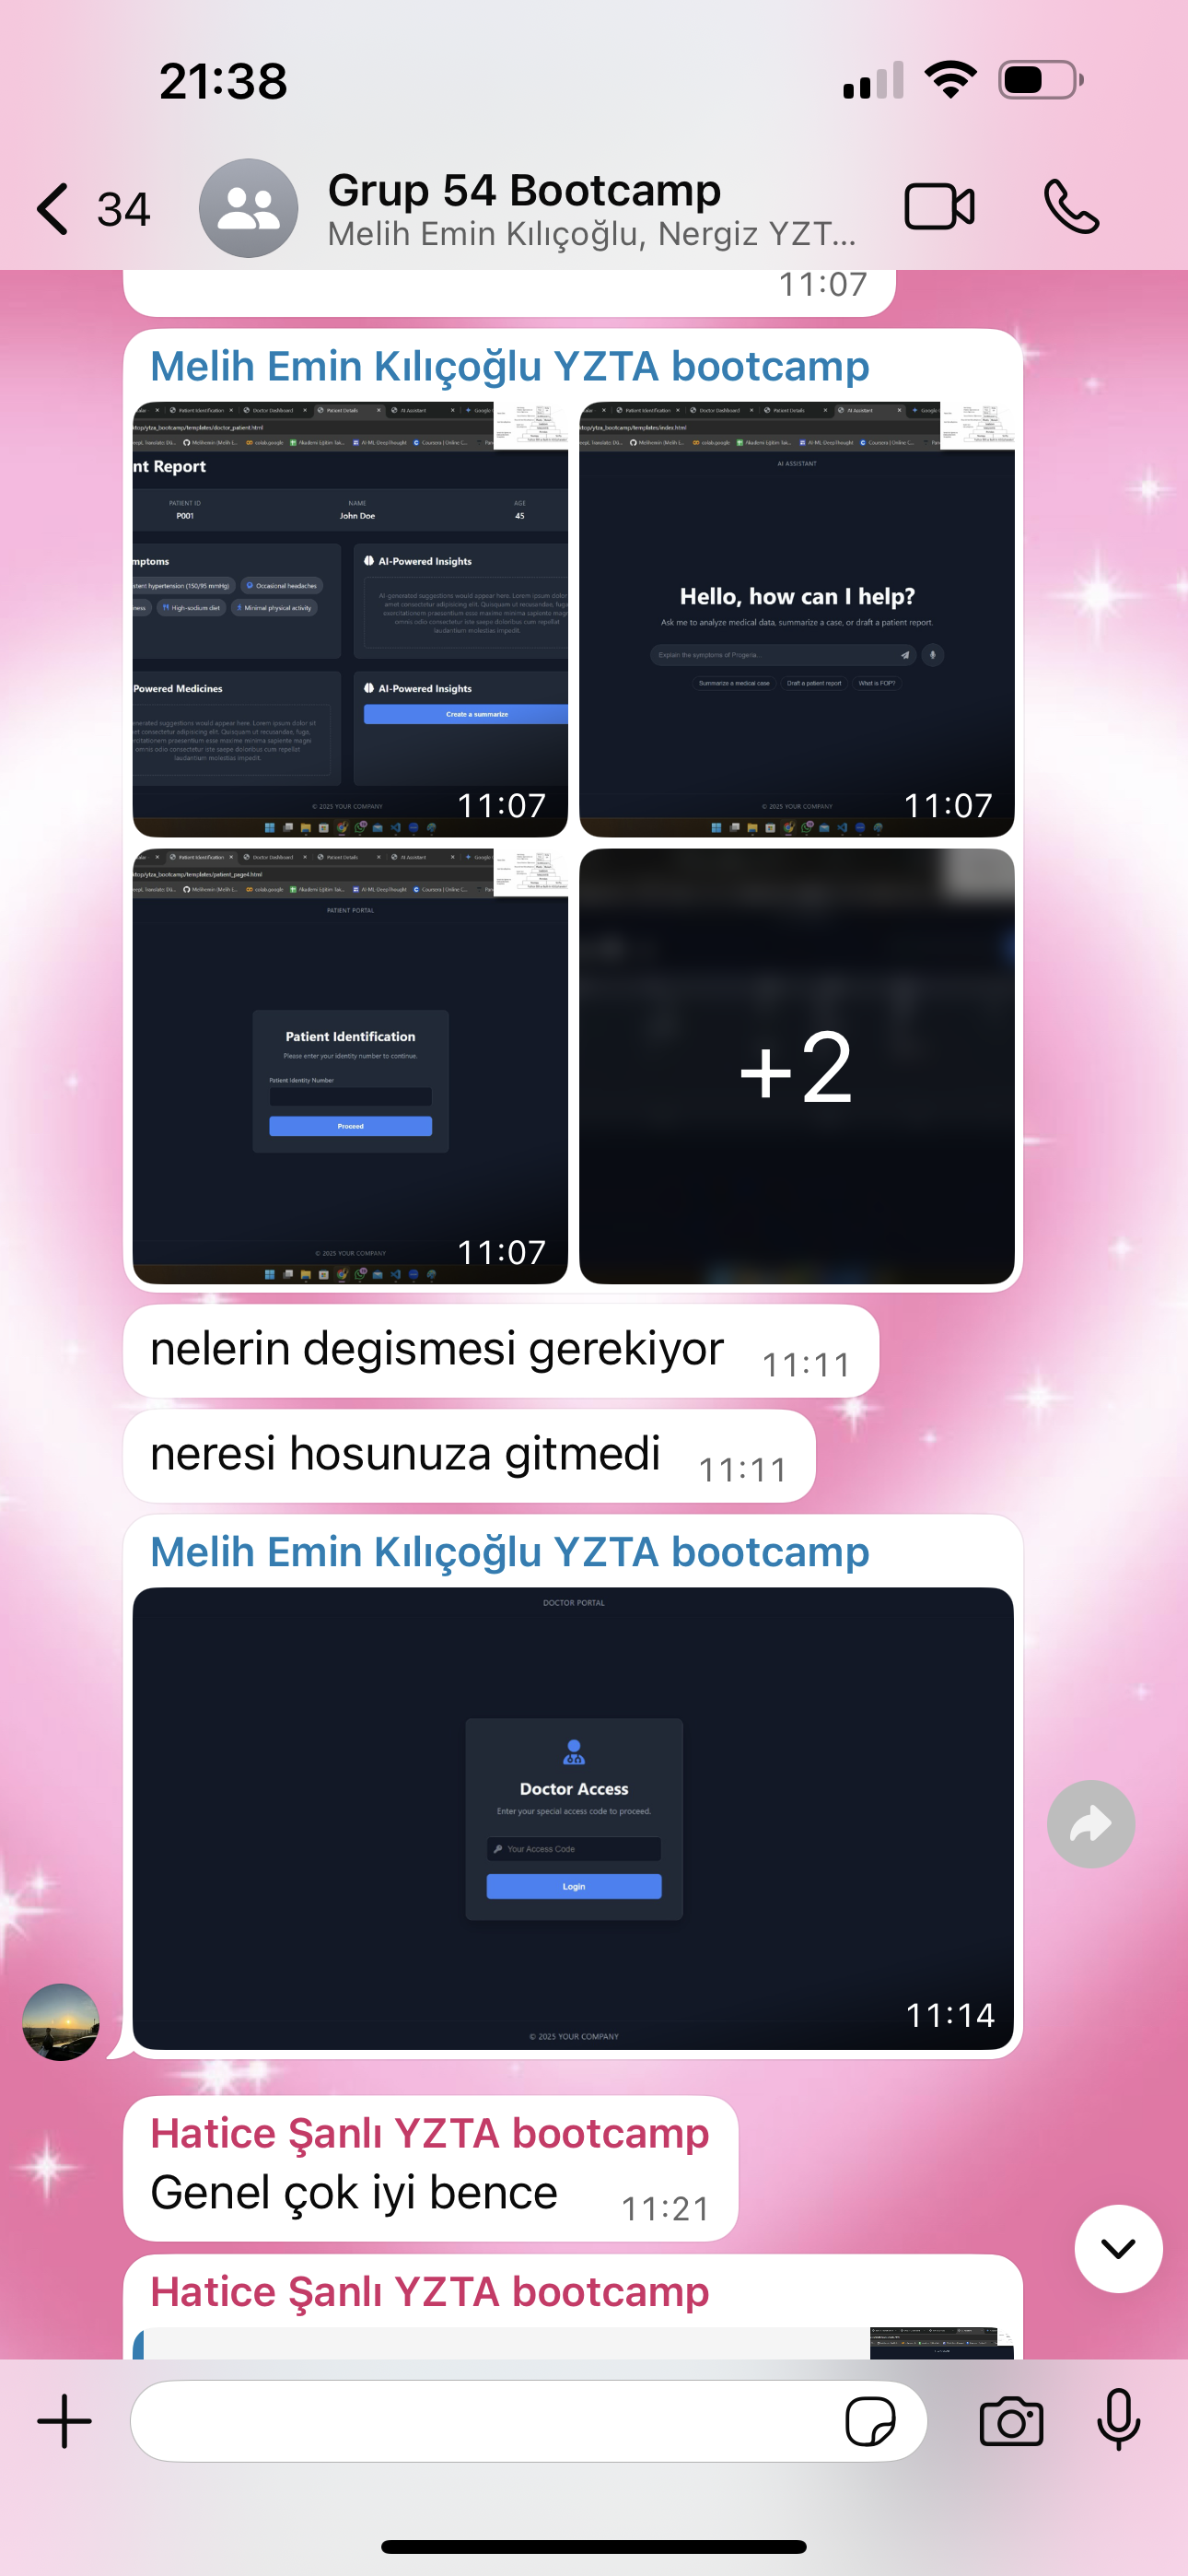 21:38
34
Grup 54 Bootcamp
Melih Emin Kılıçoğlu, Nergiz YZT...
11:07
Melih Emin Kılıçoğlu YZTA bootcamp
nt Report
PATIENT ID
NAME
AGE
P001
John Doe
45
mptoms
tent hypertension (150/95 mmHg)
Occasional headaches
ness
High-sodium diet
Minimal physical activity
AI-Powered Insights
Powered Medicines
AI-Powered Insights
Create a summarize
© 2025 YOUR COMPANY
11:07
AI ASSISTANT
Hello, how can I help?
Ask me to analyze medical data, summarize a case, or draft a patient report.
Explain the symptoms of Progeria...
Summarize a medical case
Draft a patient report
What is FOP?
© 2025 YOUR COMPANY
11:07
PATIENT PORTAL
Patient Identification
Please enter your identity number to continue.
Patient Identity Number
Proceed
© 2025 YOUR COMPANY
11:07
+2
nelerin degismesi gerekiyor 11:11
neresi hosunuza gitmedi 11:11
Melih Emin Kılıçoğlu YZTA bootcamp
DOCTOR PORTAL
Doctor Access
Enter your special access code to proceed.
Your Access Code
Login
© 2025 YOUR COMPANY
11:14
Hatice Şanlı YZTA bootcamp
Genel çok iyi bence 11:21
Hatice Şanlı YZTA bootcamp